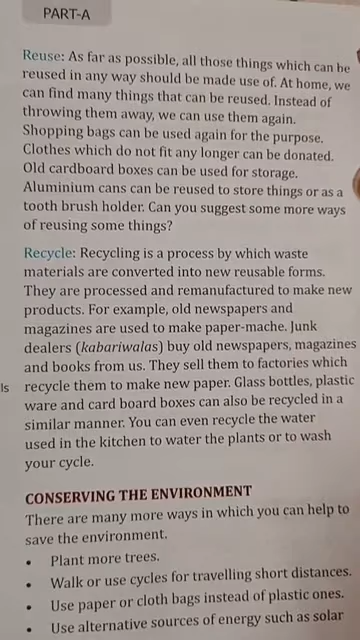 PART-A
Reuse: As far as possible, all those things which can be
reused in any way should be made use of. At home, we
can find many things that can be reused. Instead of
throwing them away, we can use them again.
Shopping bags can be used again for the purpose.
Clothes which do not fit any longer can be donated.
Old cardboard boxes can be used for storage.
Aluminium cans can be reused to store things or as a
tooth brush holder. Can you suggest some more ways
of reusing some things?
Recycle: Recycling is a process by which waste
materials are converted into new reusable forms.
They are processed and remanufactured to make new
products. For example, old newspapers and
magazines are used to make paper-mache. Junk
dealers (kabariwalas) buy old newspapers, magazines
and books from us. They sell them to factories which
ls recycle them to make new paper. Glass bottles, plastic
ware and card board boxes can also be recycled in a
similar manner. You can even recycle the water
used in the kitchen to water the plants or to wash
your cycle.
CONSERVING THE ENVIRONMENT
There are many more ways in which you can help to
save the environment.
• Plant more trees.
• Walk or use cycles for travelling short distances.
• Use paper or cloth bags instead of plastic ones.
• Use alternative sources of energy such as solar